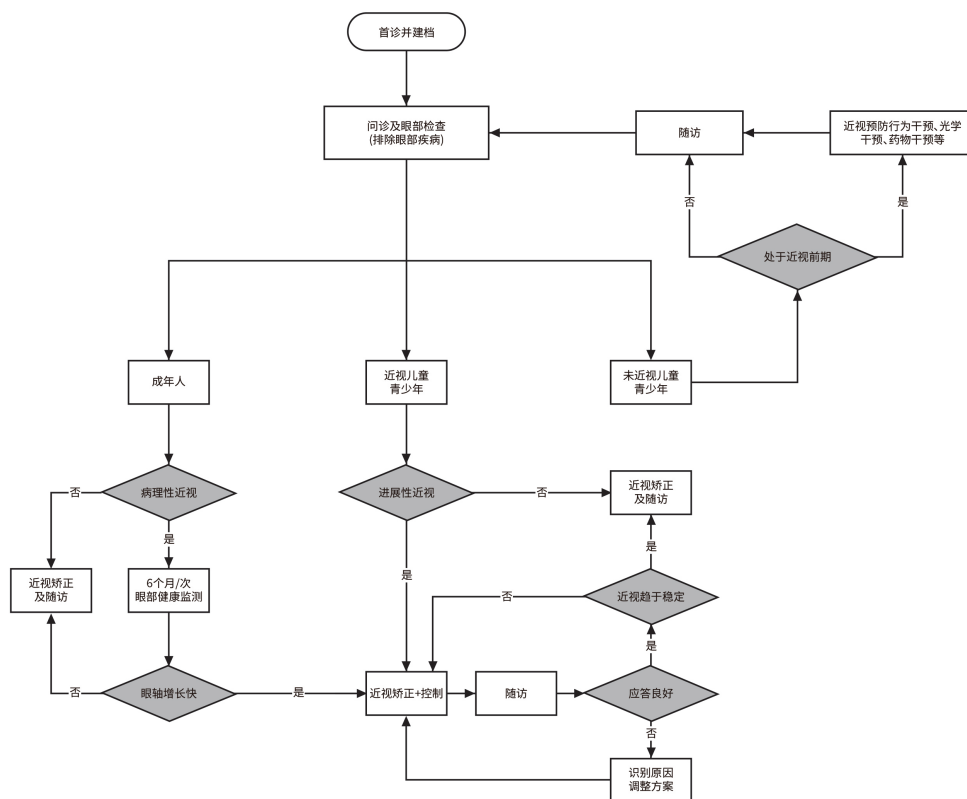 首诊并建档
问诊及眼部检查
(排除眼部疾病)
随访
近视预防行为干预、光学
干预、药物干预等
否
是
处于近视前期
成年人
近视儿童
青少年
未近视儿童
青少年
病理性近视
否
是
进展性近视
否
是
近视矫正
及随访
近视矫正
及随访
6个月/次
眼部健康监测
是
近视趋于稳定
否
是
眼轴增长快
否
是
近视矫正+控制
随访
应答良好
否
识别原因
调整方案